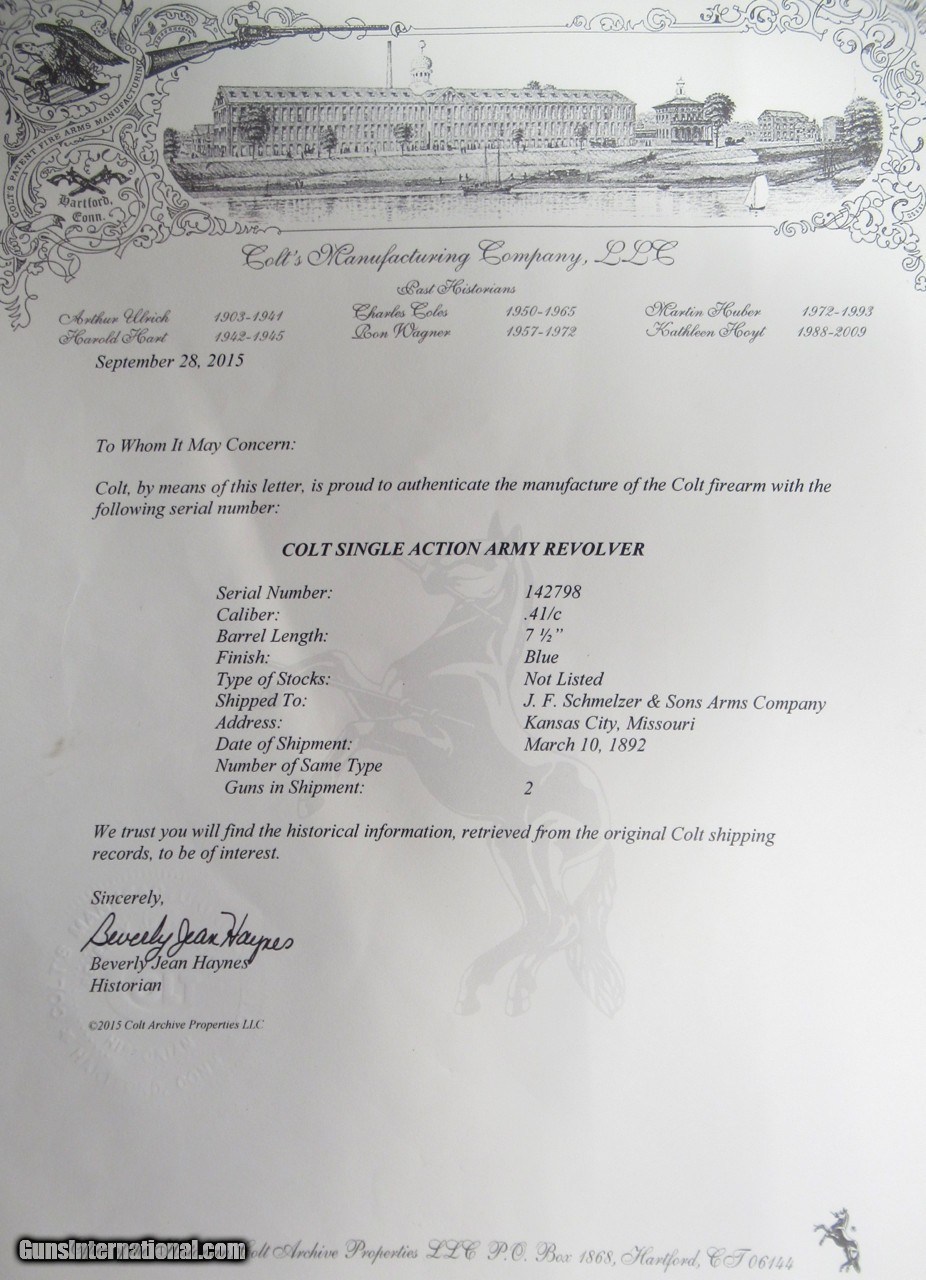 COLT'S PATENT FIRE ARMS MANUFACTURING
Hartford,
Conn.
Colt's Manufacturing Company, LLC
Past Historians
Arthur Ulrich 1903-1941 Charles Coles 1950-1965 Martin Huber 1972-1993
Harold Hart 1942-1945 Ron Wagner 1957-1972 Kathleen Hoyt 1988-2009
September 28, 2015
To Whom It May Concern:
Colt, by means of this letter, is proud to authenticate the manufacture of the Colt firearm with the
following serial number:
COLT SINGLE ACTION ARMY REVOLVER
Serial Number: 142798
Caliber: .41/c
Barrel Length: 7 ½"
Finish: Blue
Type of Stocks: Not Listed
Shipped To: J. F. Schmelzer & Sons Arms Company
Address: Kansas City, Missouri
Date of Shipment: March 10, 1892
Number of Same Type
Guns in Shipment: 2
We trust you will find the historical information, retrieved from the original Colt shipping
records, to be of interest.
Sincerely,
Beverly Jean Haynes
Beverly Jean Haynes
Historian
©2015 Colt Archive Properties LLC
Colt Archive Properties LLC P.O. Box 1868, Hartford, CT 06144
GunsInternational.com